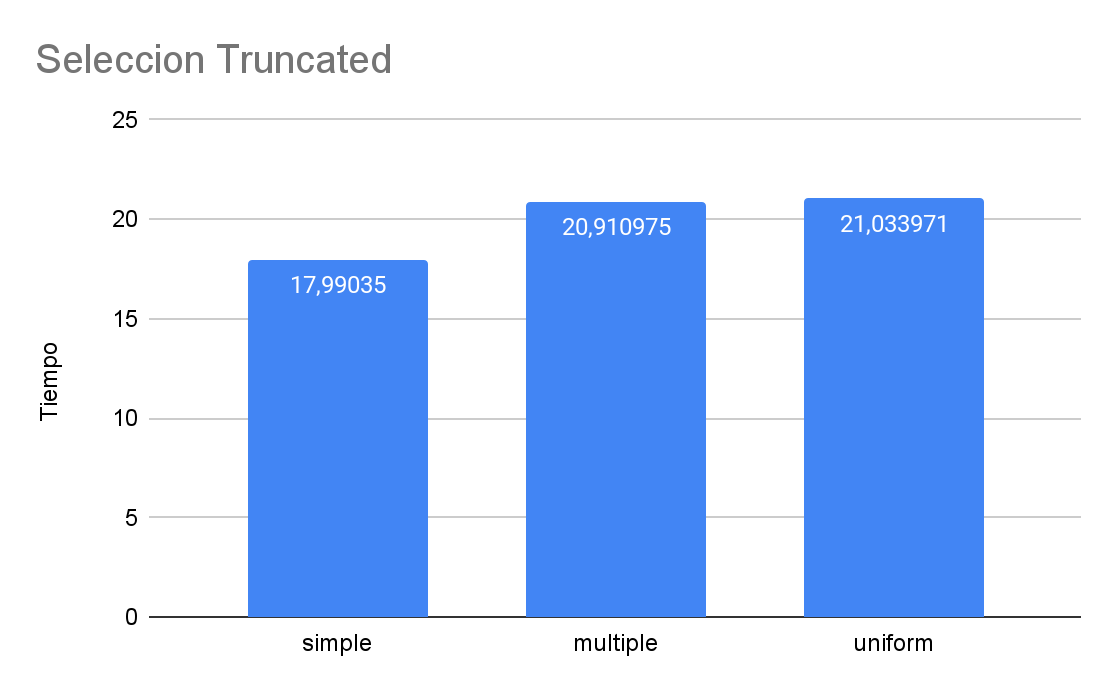 Seleccion Truncated
25
20
15
10
5
0
Tiempo
17,99035
20,910975
21,033971
simple
multiple
uniform